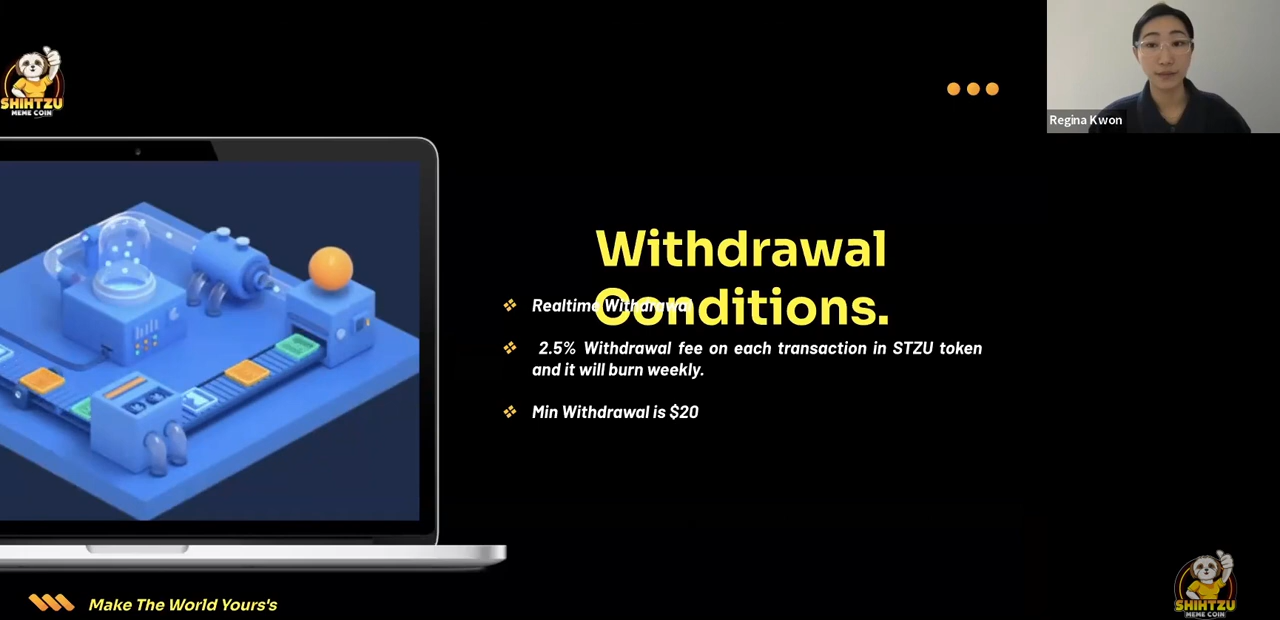 SHIHTZU
MEME COIN
Regina Kwon
Withdrawal
Conditions.
Realtime Withdrawal
2.5% Withdrawal fee on each transaction in STZU token
and it will burn weekly.
Min Withdrawal is $20
Make The World Yours's
SHIHTZU
MEME COIN